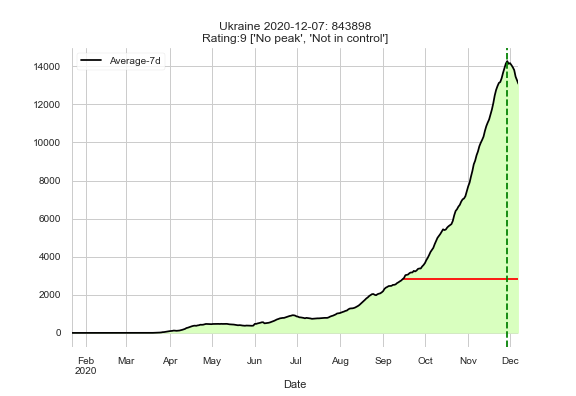 Ukraine 2020-12-07: 843898
Rating:9 ['No peak', 'Not in control']
Average-7d
14000
12000
10000
8000
6000
4000
2000
0
Feb Mar Apr May Jun Jul Aug Sep Oct Nov Dec
2020
Date